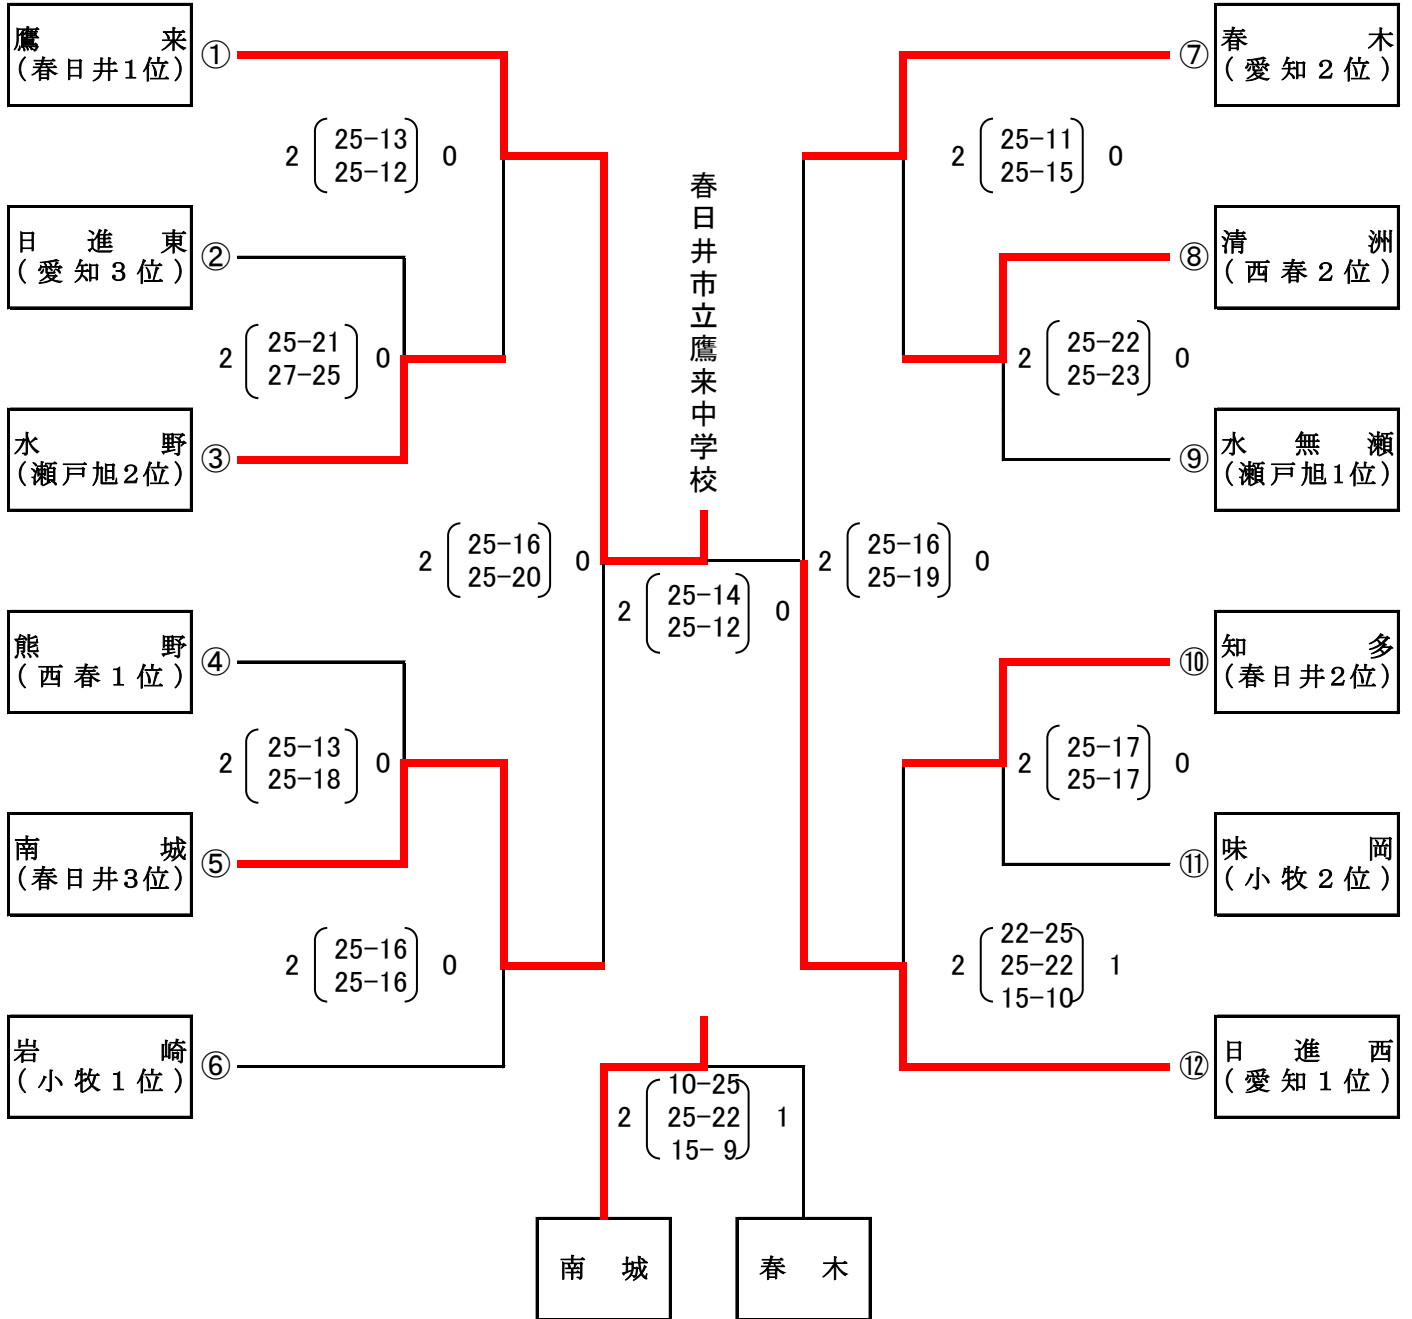 鷹来
(春日井1位)
①
2
25-13
25-12
0
日進東
(愛知3位)
②
2
25-21
27-25
0
水野
(瀬戸旭2位)
③
2
25-16
25-20
0
熊野
(西春1位)
④
2
25-13
25-18
0
南城
(春日井3位)
⑤
2
25-16
25-16
0
岩崎
(小牧1位)
⑥
春日井市立鷹来中学校
2
25-14
25-12
0
春木
(愛知2位)
⑦
2
25-11
25-15
0
清洲
(西春2位)
⑧
2
25-22
25-23
0
水無瀬
(瀬戸旭1位)
⑨
2
25-16
25-19
0
知多
(春日井2位)
⑩
2
25-17
25-17
0
味岡
(小牧2位)
⑪
2
22-25
25-22
15-10
1
日進西
(愛知1位)
⑫
2
10-25
25-22
15- 9
1
南城
春木